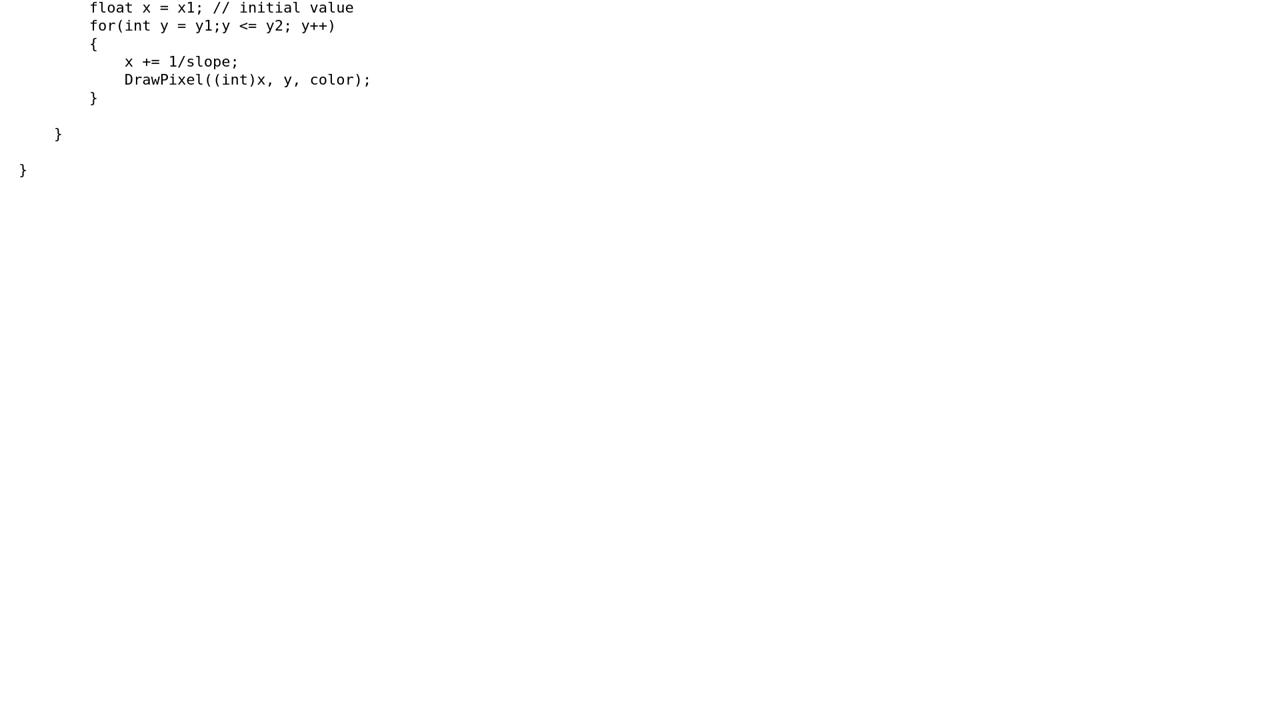 float x = x1; // initial value
for(int y = y1;y <= y2; y++)
{
x += 1/slope;
DrawPixel((int)x, y, color);
}
}
}